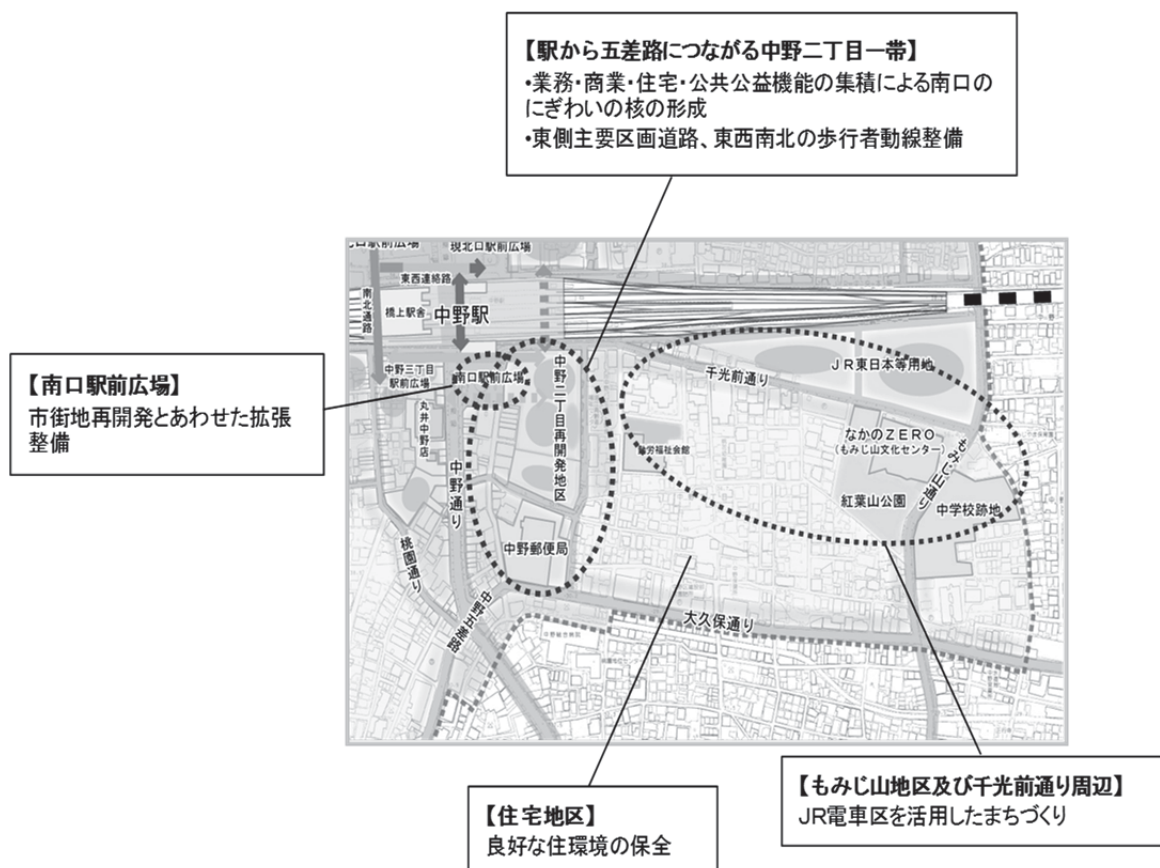 【駅から五差路につながる中野二丁目一帯】
・業務・商業・住宅・公共公益機能の集積による南口の
にぎわいの核の形成
・東側主要区画道路、東西南北の歩行者動線整備
口駅前広場
現北口駅前広場
東西連絡路
南北通路
橋上駅舎
中野駅
【南口駅前広場】
市街地再開発とあわせた拡張
整備
中野三丁目
駅前広場
南口駅前広場
丸井中野店
中野通り
中野二丁目再開発地区
千光前通り
JR東日本等用地
労福祉会館
なかのZERO
(もみじ山文化センター)
もみじ山通り
紅葉山公園
中学校跡地
中野郵便局
桃園通り
中野五差路
大久保通り
【住宅地区】
良好な住環境の保全
【もみじ山地区及び千光前通り周辺】
JR電車区を活用したまちづくり